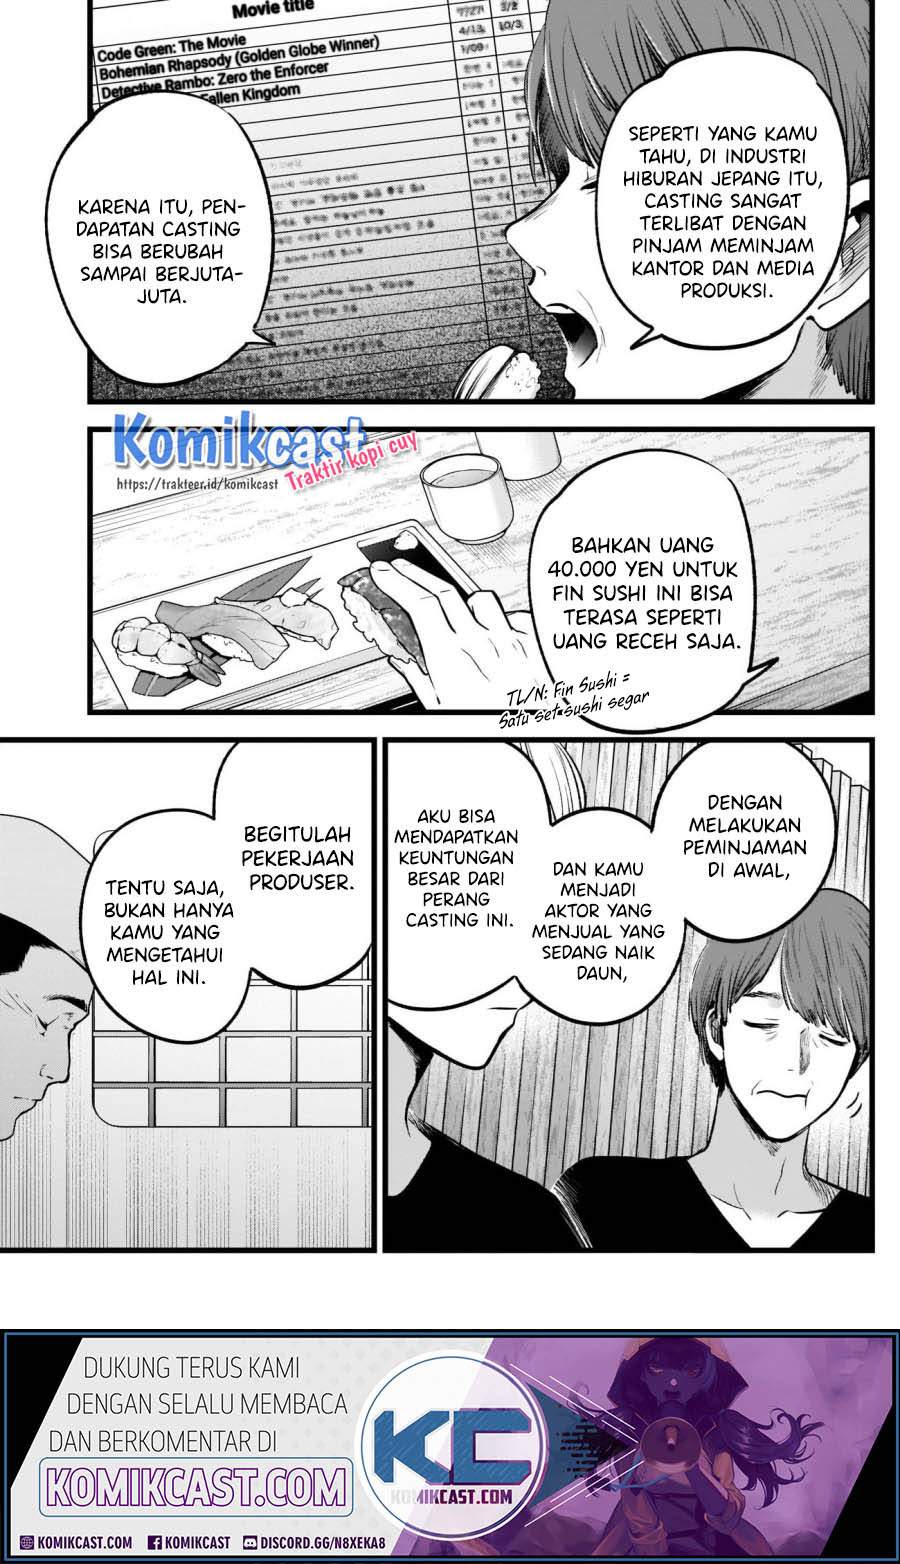 Movie title
Code Green: The Movie
Bohemian Rhapsody (Golden Globe Winner)
Detective Rambo: Zero the Enforcer
Fallen Kingdom
4/13
10/3
1/09
SEPERTI YANG KAMU
TAHU, DI INDUSTRI
HIBURAN JEPANG ITU,
CASTING SANGAT
TERLIBAT DENGAN
PINJAM MEMINJAM
KANTOR DAN MEDIA
PRODUKSI.
KARENA ITU, PEN-
DAPATAN CASTING
BISA BERUBAH
SAMPAI BERJUTA-
JUTA.
Komikcast
Traktir kopi cuy
https://trakteer.id/komikcast
BAHKAN UANG
40.000 YEN UNTUK
FIN SUSHI INI BISA
TERASA SEPERTI
UANG RECEH SAJA.
TL/N: Fin Sushi =
Satu set sushi segar
DENGAN
MELAKUKAN
PEMINJAMAN
DI AWAL,
DAN KAMU
MENJADI
AKTOR YANG
MENJUAL YANG
SEDANG NAIK
DAUN,
AKU BISA
MENDAPATKAN
KEUNTUNGAN
BESAR DARI
PERANG
CASTING INI.
BEGITULAH
PEKERJAAN
PRODUSER.
TENTU SAJA,
BUKAN HANYA
KAMU YANG
MENGETAHUI
HAL INI.
DUKUNG TERUS KAMI
DENGAN SELALU MEMBACA
DAN BERKOMENTAR DI
KOMIKCAST.COM
KC
KOMIKCAST.COM
KOMIKCAST.COM
KOMIKCAST
DISCORD.GG/N8XEKA8